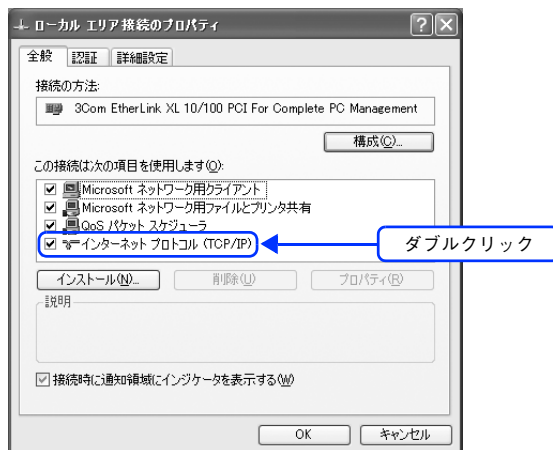 ローカル エリア接続のプロパティ
全般 認証 詳細設定
接続の方法:
3Com EtherLink XL 10/100 PCI For Complete PC Management
構成(C)...
この接続は次の項目を使用します(O):
Microsoft ネットワーク用クライアント
Microsoft ネットワーク用ファイルとプリンタ共有
QoS パケット スケジューラ
インターネット プロトコル (TCP/IP)
ダブルクリック
インストール(N)... 削除(U) プロパティ(R)
説明
接続時に通知領域にインジケータを表示する(W)
OK キャンセル